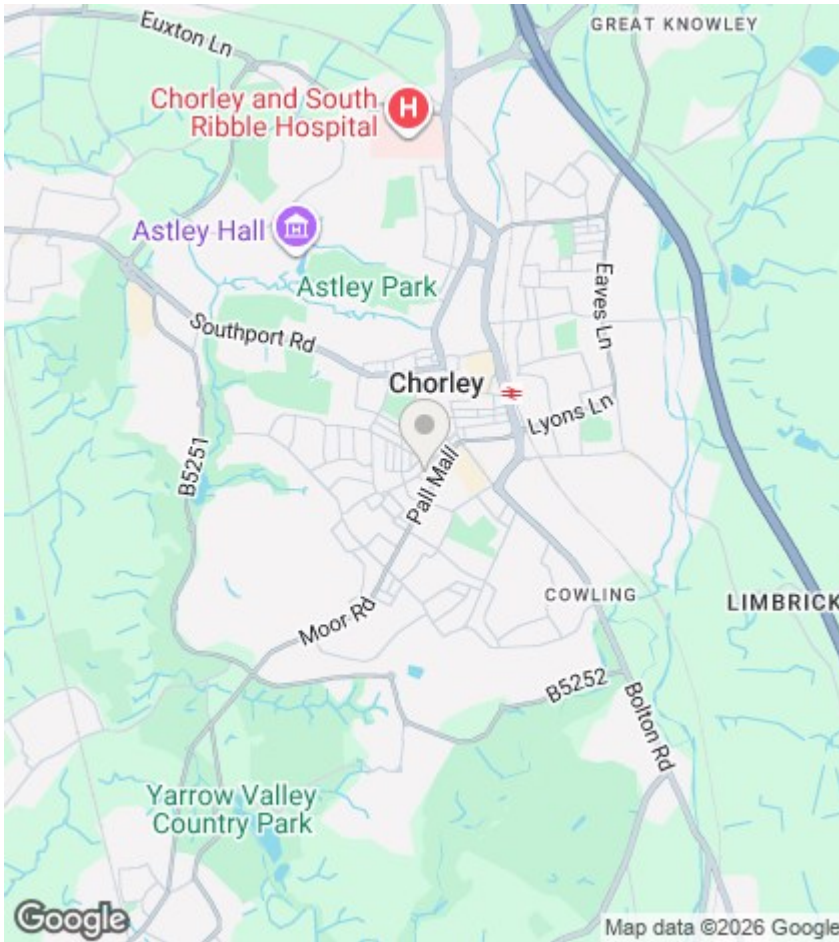 Euxton Ln
GREAT KNOWLEY
Chorley and South
Ribble Hospital
H
Astley Hall
Astley Park
Eaves Ln
Southport Rd
Chorley
Lyons Ln
B5251
Pall Mall
COWLING
LIMBRICK
Moor Rd
B5252
Bolton Rd
Yarrow Valley
Country Park
Google
Map data ©2026 Google